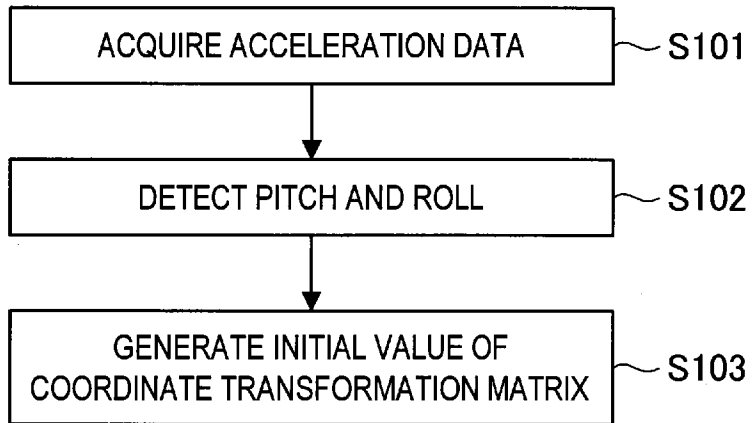 ACQUIRE ACCELERATION DATA S101
DETECT PITCH AND ROLL S102
GENERATE INITIAL VALUE OF
COORDINATE TRANSFORMATION MATRIX S103